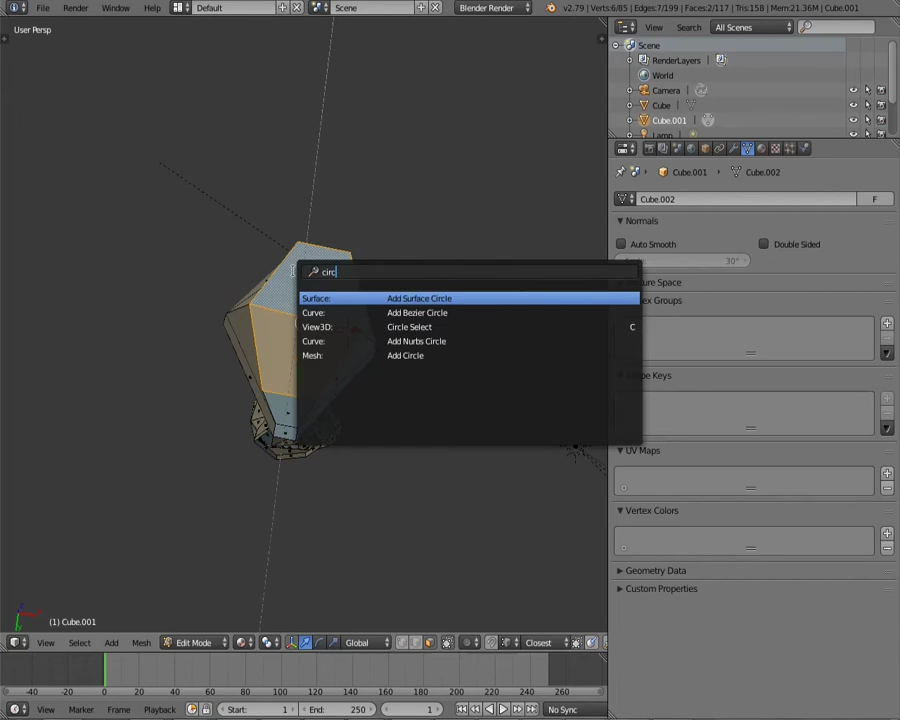 File Render Window Help Default Scene Blender Render v2.79 | Verts:6/85 | Edges:7/199 | Faces:2/117 | Tris:158 | Mem:21.36M | Cube.001
User Persp
View Search All Scenes
Scene
RenderLayers
World
Camera
Cube
Cube.001
Lamp
Cube.001 Cube.002
Cube.002 F
Normals
Auto Smooth Double Sided
30°
circ
Surface: Add Surface Circle
Curve: Add Bezier Circle
View3D: Circle Select C
Curve: Add Nurbs Circle
Mesh: Add Circle
UV Maps
Vertex Colors
Geometry Data
Custom Properties
(1) Cube.001
View Select Add Mesh Edit Mode Global Closest
-40 -20 0 20 40 60 80 100 120 140 160 180 200 220 240 260
View Marker Frame Playback Start: 1 End: 250 1 No Sync